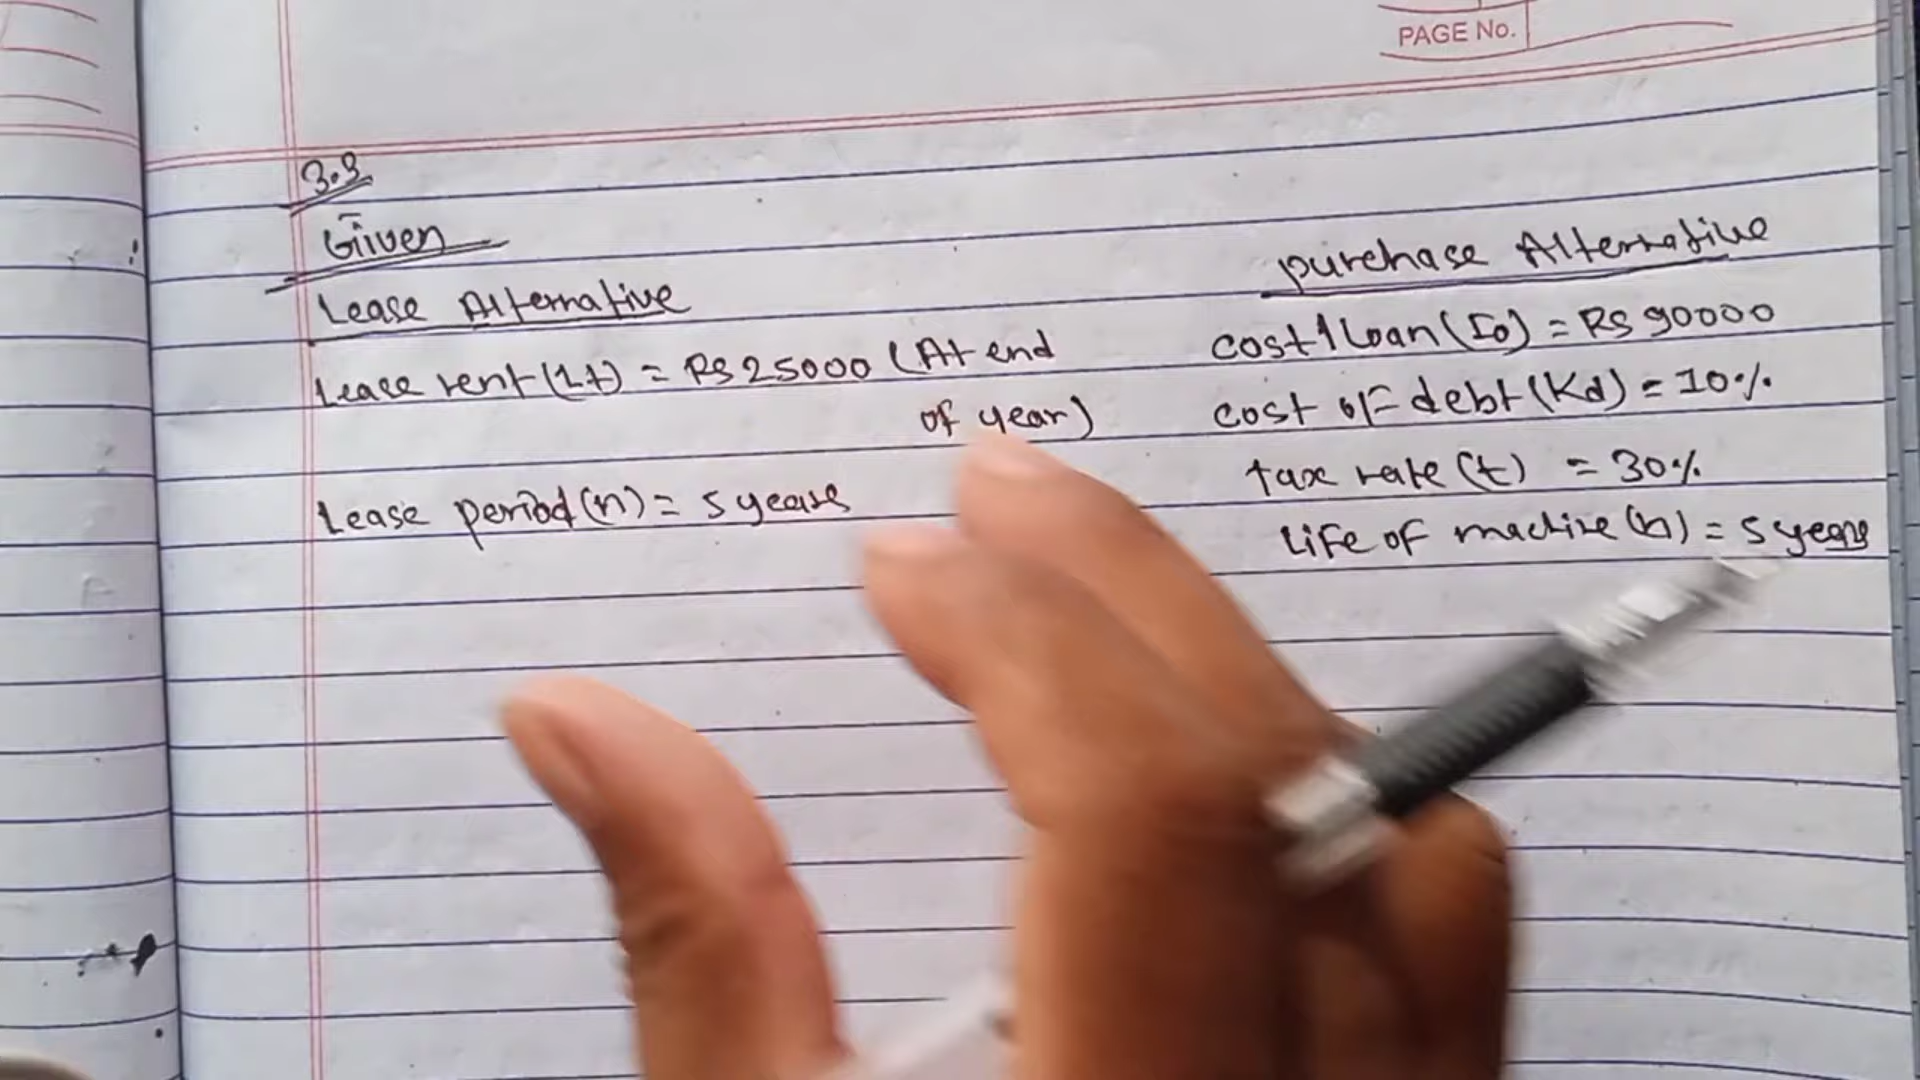 PAGE No.
3.3
Given
Lease Alternative
Lease rent (Lt) = RS 25000 (At end
of year)
Lease period (n) = 5 years
purchase Alternative
cost / Loan (I0) = RS 90000
cost of debt (Kd) = 10%
tax rate (t) = 30%
Life of machine (n) = 5 years